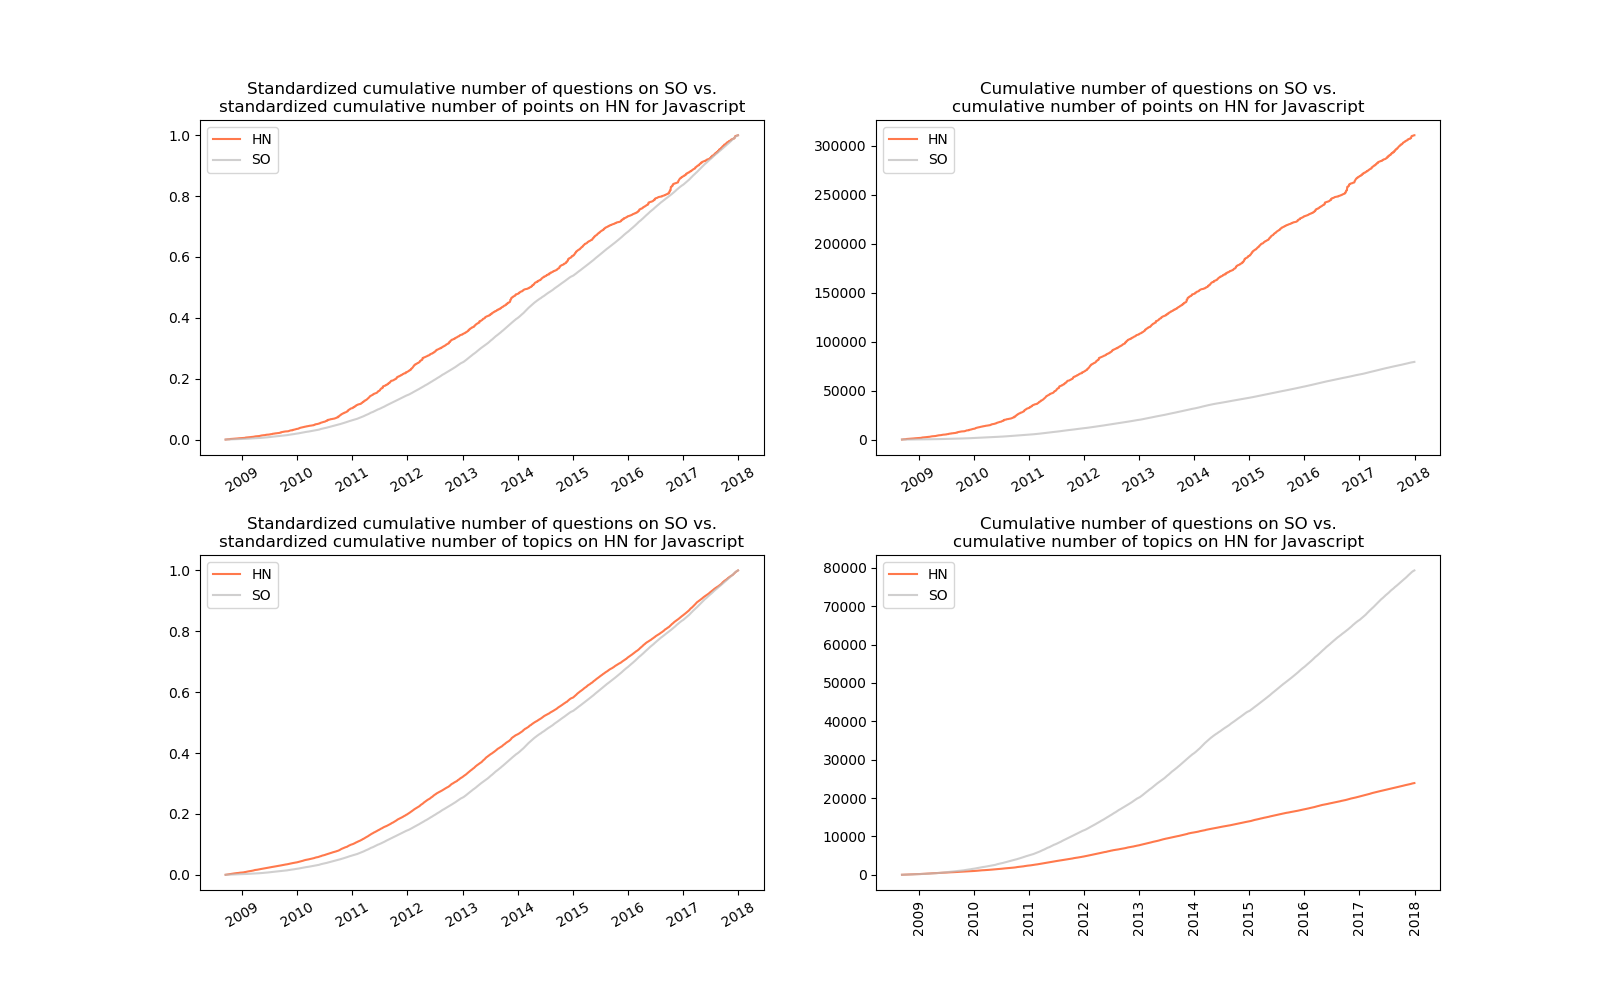 Standardized cumulative number of questions on SO vs.
standardized cumulative number of points on HN for Javascript
HN
SO
1.0
0.8
0.6
0.4
0.2
0.0
2009 2010 2011 2012 2013 2014 2015 2016 2017 2018
Cumulative number of questions on SO vs.
cumulative number of points on HN for Javascript
HN
SO
300000
250000
200000
150000
100000
50000
0
2009 2010 2011 2012 2013 2014 2015 2016 2017 2018
Standardized cumulative number of questions on SO vs.
standardized cumulative number of topics on HN for Javascript
HN
SO
1.0
0.8
0.6
0.4
0.2
0.0
2009 2010 2011 2012 2013 2014 2015 2016 2017 2018
Cumulative number of questions on SO vs.
cumulative number of topics on HN for Javascript
HN
SO
80000
70000
60000
50000
40000
30000
20000
10000
0
2009 2010 2011 2012 2013 2014 2015 2016 2017 2018